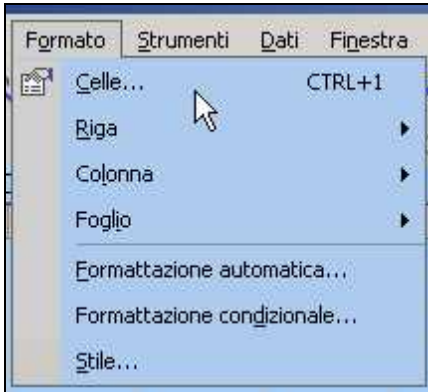 Formato Strumenti Dati Finestra
Celle... CTRL+1
Riga
Colonna
Foglio
Formattazione automatica...
Formattazione condizionale...
Stile...